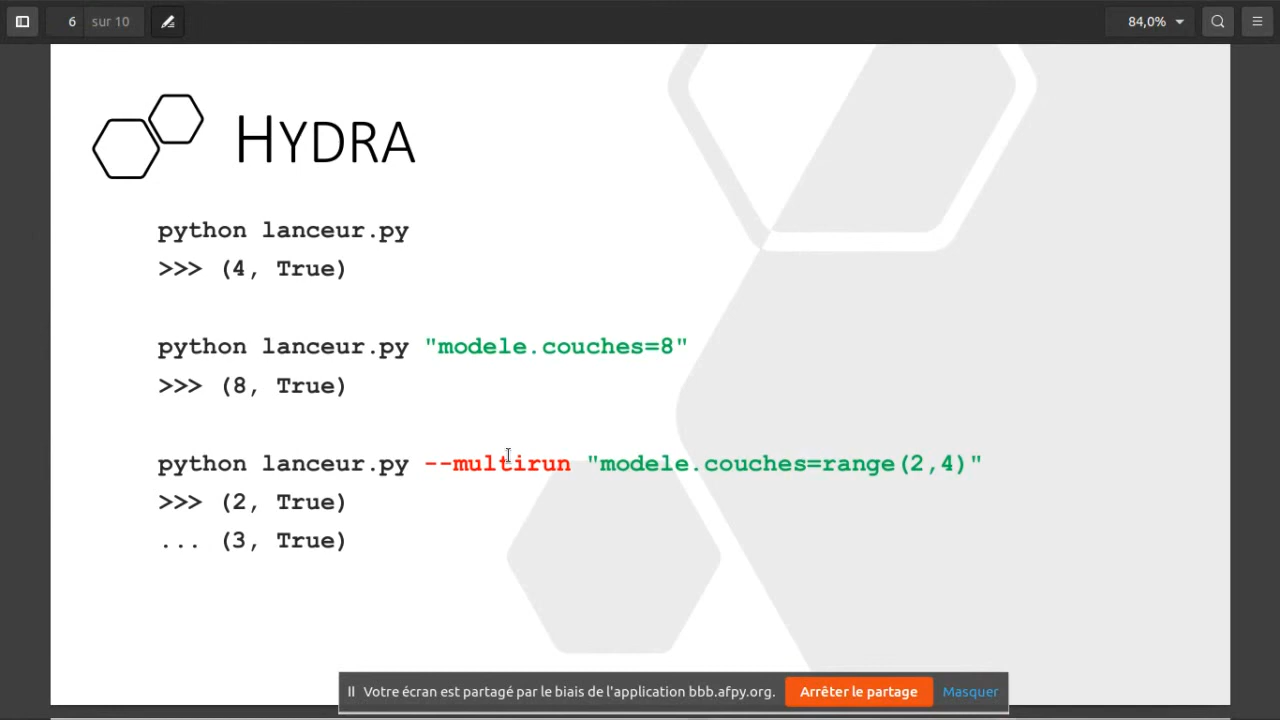 6 sur 10
84,0%
HYDRA
python lanceur.py
>>> (4, True)
python lanceur.py "modele.couches=8"
>>> (8, True)
python lanceur.py --multirun "modele.couches=range(2,4)"
>>> (2, True)
... (3, True)
Votre écran est partagé par le biais de l'application bbb.afpy.org.
Arrêter le partage
Masquer